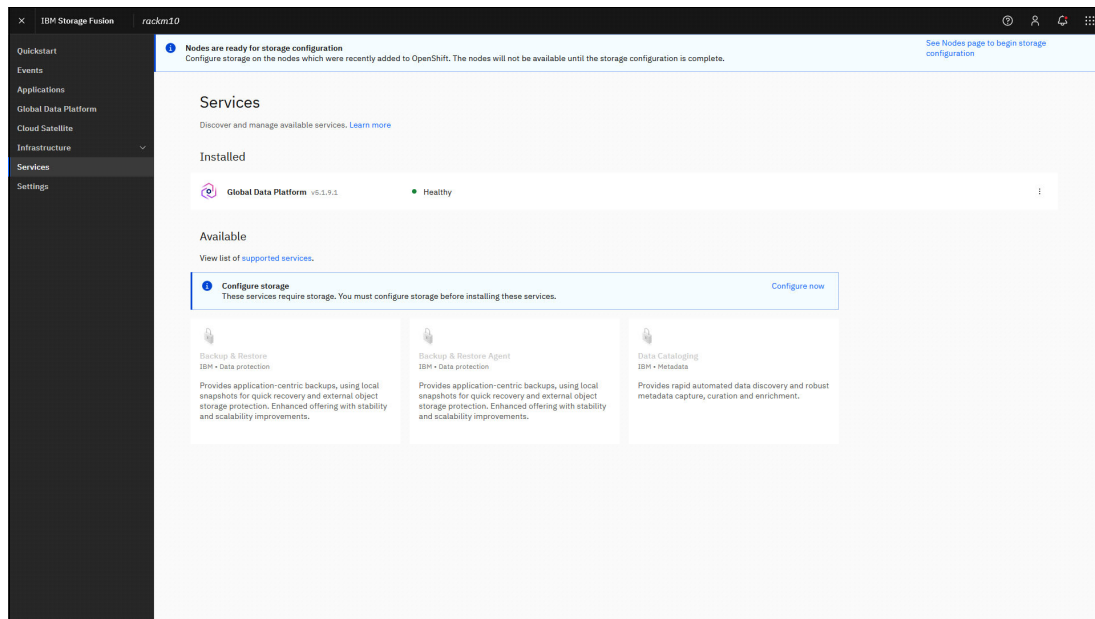 IBM Storage Fusion
rackm10
Quickstart
Events
Applications
Global Data Platform
Cloud Satellite
Infrastructure
Services
Settings
Nodes are ready for storage configuration
Configure storage on the nodes which were recently added to OpenShift. The nodes will not be available until the storage configuration is complete.
See Nodes page to begin storage
configuration
Services
Discover and manage available services. Learn more
Installed
Global Data Platform v5.1.9.1
Healthy
Available
View list of supported services.
Configure storage
These services require storage. You must configure storage before installing these services.
Configure now
Backup & Restore
IBM • Data protection
Provides application-centric backups, using local
snapshots for quick recovery and external object
storage protection. Enhanced offering with stability
and scalability improvements.
Backup & Restore Agent
IBM • Data protection
Provides application-centric backups, using local
snapshots for quick recovery and external object
storage protection. Enhanced offering with stability
and scalability improvements.
Data Cataloging
IBM • Metadata
Provides rapid automated data discovery and robust
metadata capture, curation and enrichment.